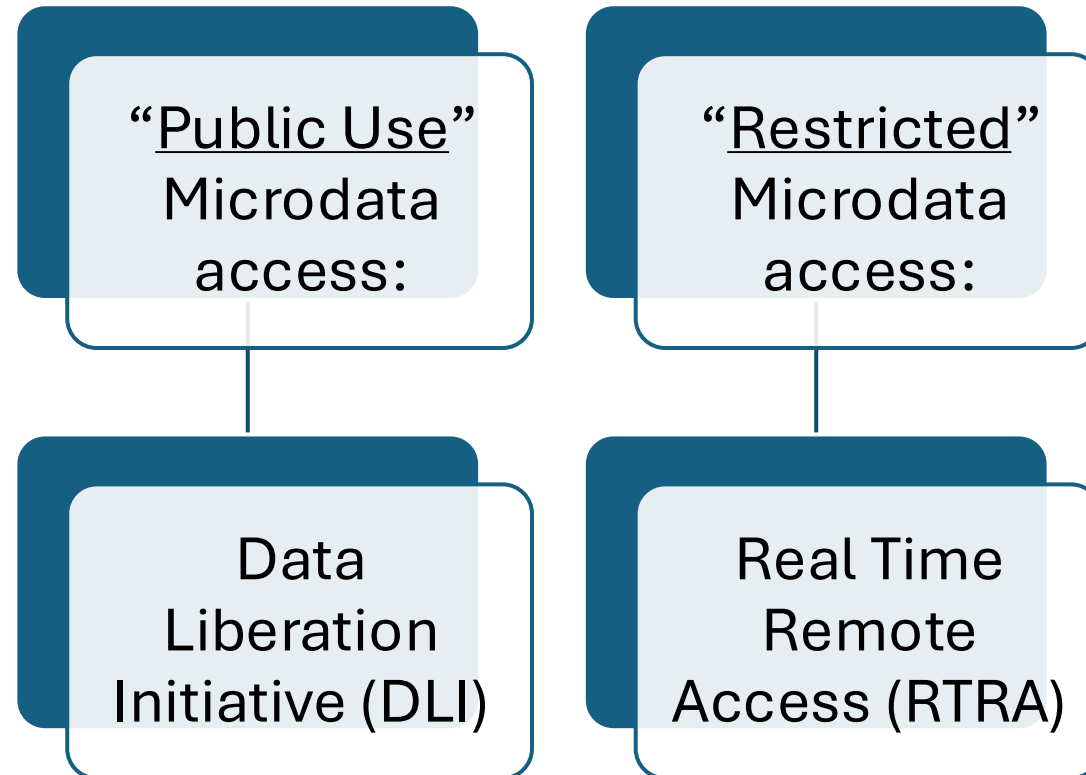 “Public Use”
Microdata
access:
Data
Liberation
Initiative (DLI)
“Restricted”
Microdata
access:
Real Time
Remote
Access (RTRA)